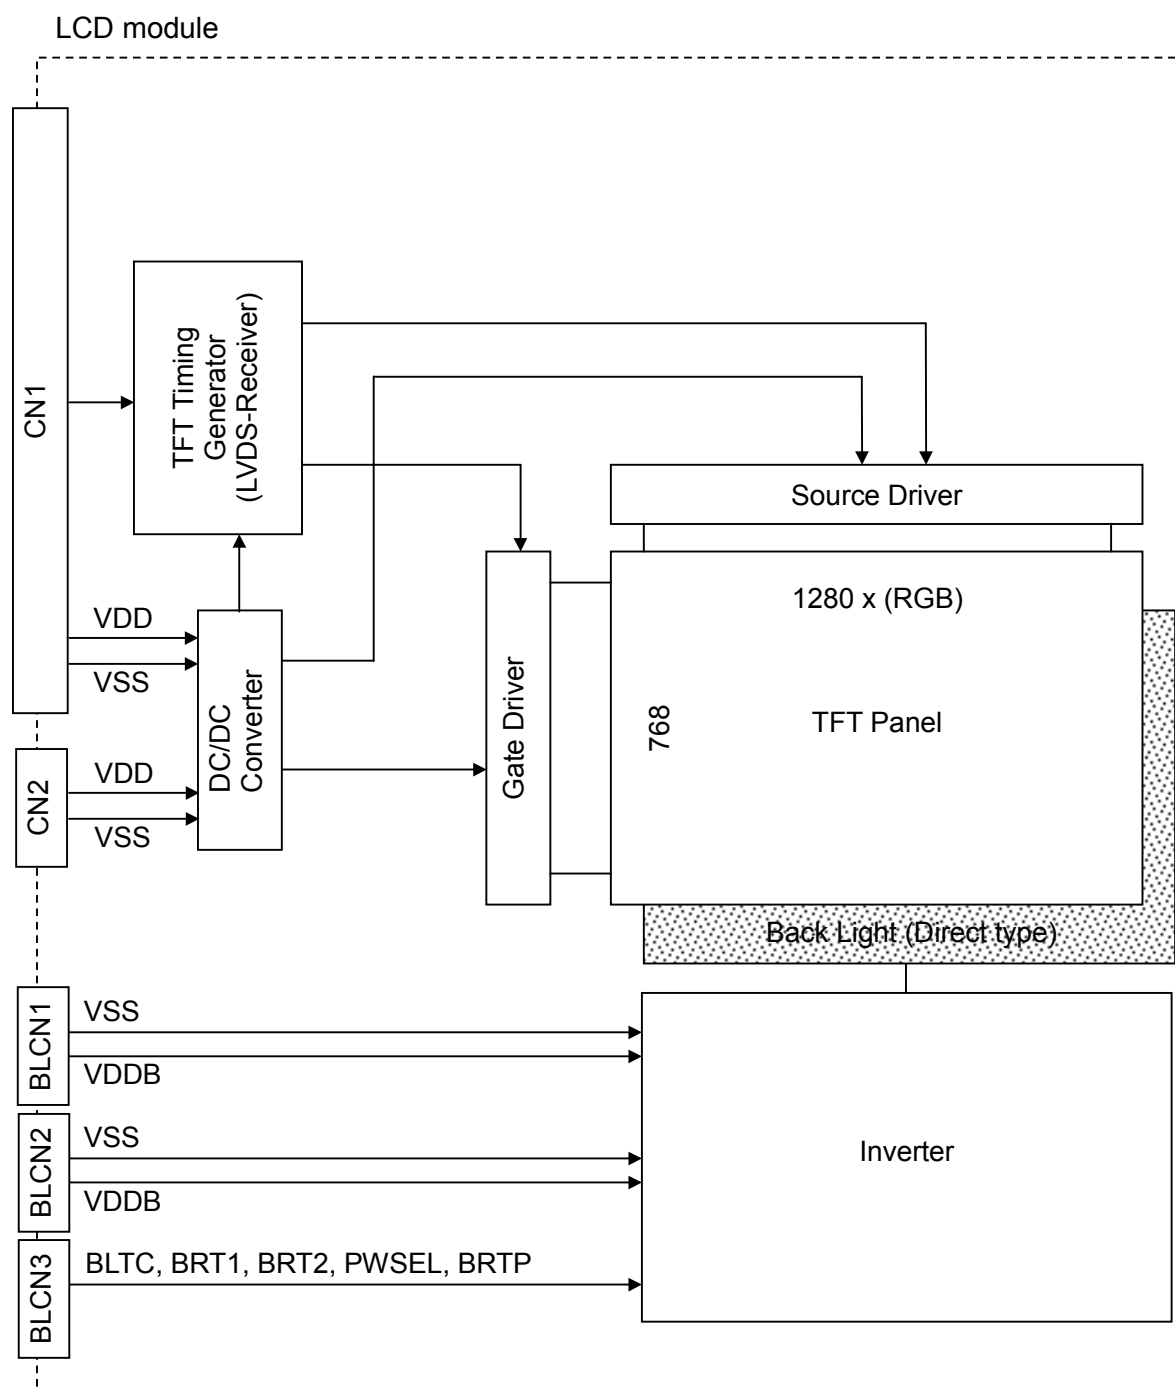 LCD module
CN1
TFT Timing
Generator
(LVDS-Receiver)
Source Driver
1280 x (RGB)
VDD
VSS
DC/DC
Converter
Gate Driver
768
TFT Panel
CN2
VDD
VSS
Back Light (Direct type)
BLCN1
VSS
VDDB
BLCN2
VSS
VDDB
Inverter
BLCN3
BLTC, BRT1, BRT2, PWSEL, BRTP